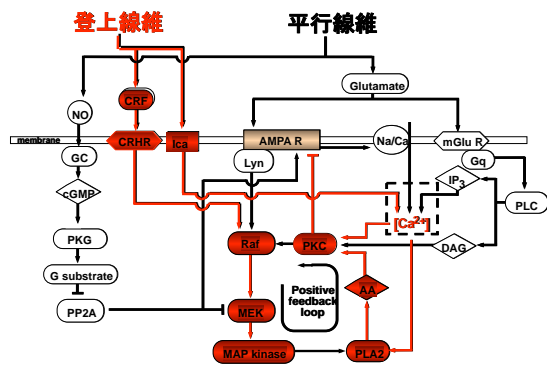 登上線維
平行線維
Glutamate
CRF
NO
membrane
CRHR
Ica
AMPA R
Na/Ca
mGlu R
GC
Lyn
Gq
cGMP
IP3
PLC
[Ca2+]
PKG
Raf
PKC
DAG
G substrate
AA
Positive
feedback
loop
PP2A
MEK
MAP kinase
PLA2